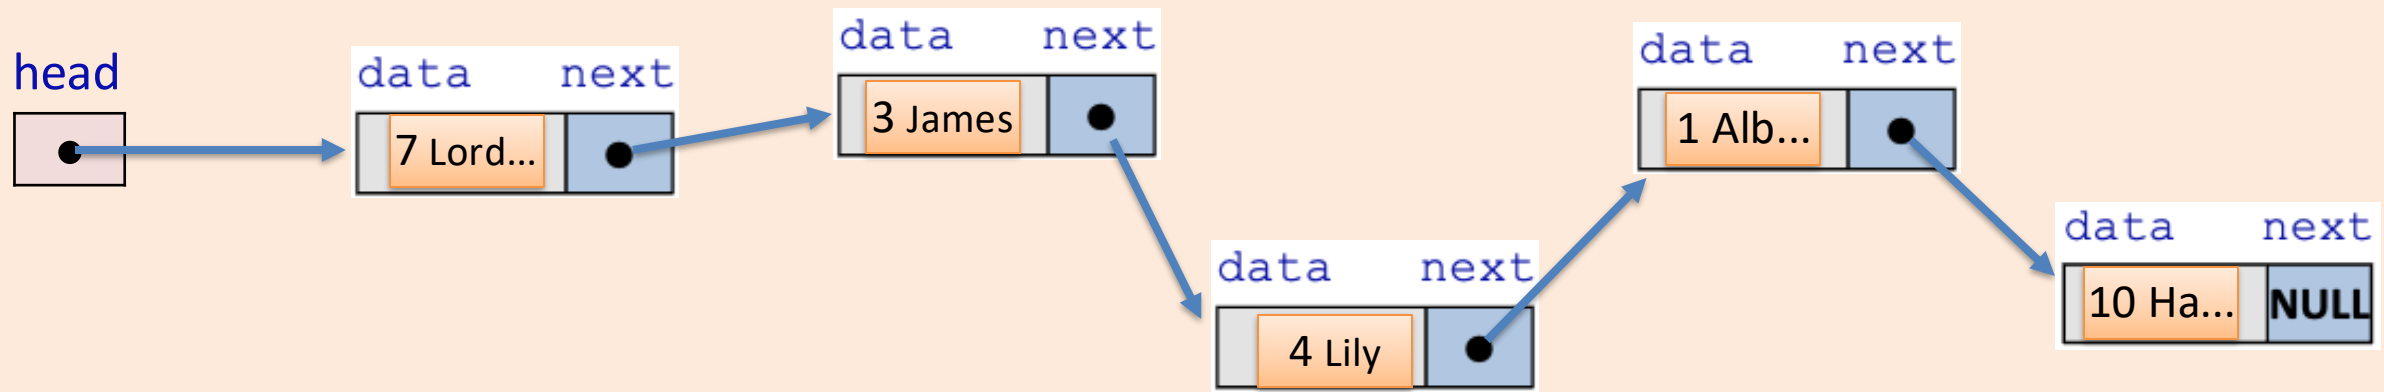 head
data next
7 Lord...
data next
3 James
data next
4 Lily
data next
1 Alb...
data next
10 Ha... NULL